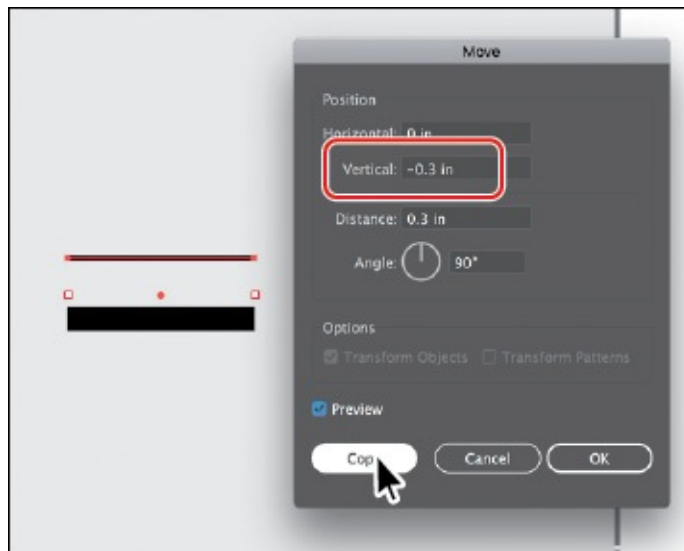 Move
Position
Horizontal: 0 in
Vertical: -0.3 in
Distance: 0.3 in
Angle: 90°
Options
Transform Objects Transform Patterns
Preview
Cop Cancel OK